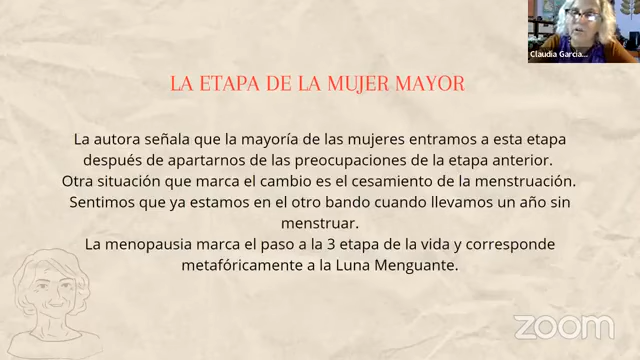 Claudia Garcia...
LA ETAPA DE LA MUJER MAYOR
La autora señala que la mayoría de las mujeres entramos a esta etapa
después de apartarnos de las preocupaciones de la etapa anterior.
Otra situación que marca el cambio es el cesamiento de la menstruación.
Sentimos que ya estamos en el otro bando cuando llevamos un año sin
menstruar.
La menopausia marca el paso a la 3 etapa de la vida y corresponde
metafóricamente a la Luna Menguante.
zoom